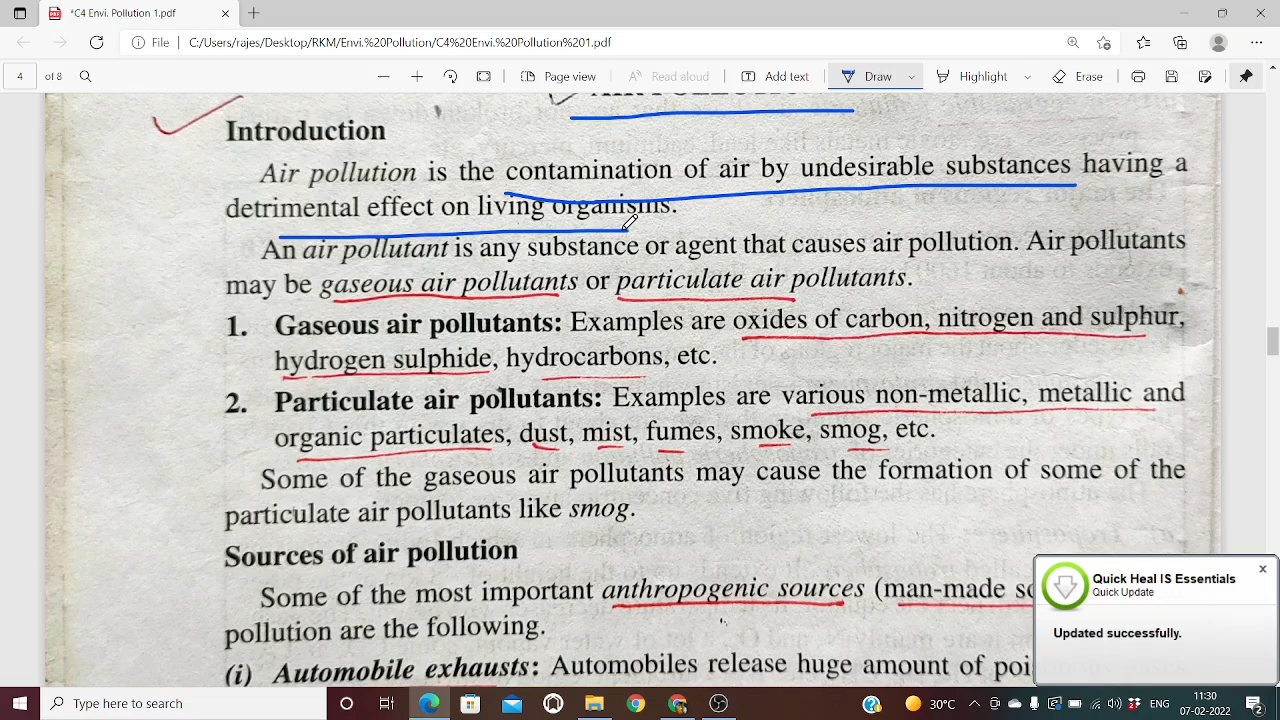 *C4 Envi. Pollution 1.pdf
File C:/Users/rajes/Desktop/RKM/Envi.%20Pollution/C4%20Envi.%20Pollution%201.pdf
4 of 8 Page view Read aloud Add text Draw Highlight Erase
Introduction
Air pollution is the contamination of air by undesirable substances having a
detrimental effect on living organisms.
An air pollutant is any substance or agent that causes air pollution. Air pollutants
may be gaseous air pollutants or particulate air pollutants.
1. Gaseous air pollutants: Examples are oxides of carbon, nitrogen and sulphur,
hydrogen sulphide, hydrocarbons, etc.
2. Particulate air pollutants: Examples are various non-metallic, metallic and
organic particulates, dust, mist, fumes, smoke, smog, etc.
Some of the gaseous air pollutants may cause the formation of some of the
particulate air pollutants like smog.
Sources of air pollution
Some of the most important anthropogenic sources (man-made
pollution are the following.
(i) Automobile exhausts: Automobiles release huge amount of
Quick Heal IS Essentials
Quick Update
Updated successfully.
Type here to search
30°C
ENG
11:30
07-02-2022
2